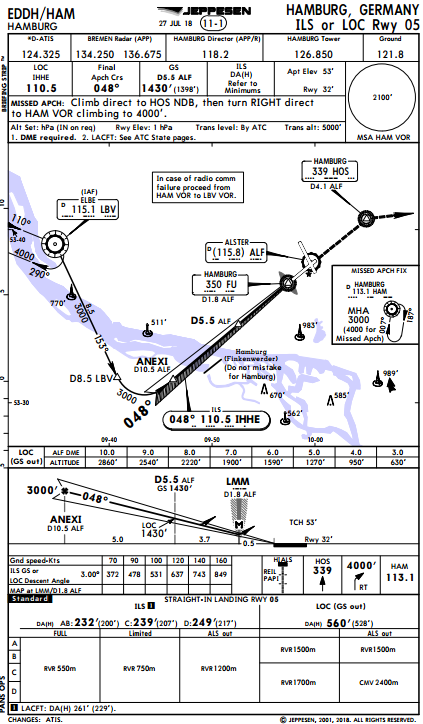 EDDH/HAM
HAMBURG
JEPPESEN
27 JUL 18
11-1
HAMBURG, GERMANY
ILS or LOC Rwy 05
*D-ATIS
BREMEN Radar (APP)
HAMBURG Director (APP/R)
HAMBURG Tower
Ground
124.325
134.250 136.675
118.2
126.850
121.8
BRIEFING STRIP
LOC
IHHE
110.5
Final
Apch Crs
048°
GS
D5.5 ALF
1430' (1398')
ILS
DA(H)
Refer to
Minimums
Apt Elev 53'
Rwy 32'
2100'
MSA HAM VOR
MISSED APCH: Climb direct to HOS NDB, then turn RIGHT direct
to HAM VOR climbing to 4000'.
Alt Set: hPa (IN on req) Rwy Elev: 1 hPa Trans level: By ATC Trans alt: 5000'
1. DME required. 2. LACFT: See ATC State pages.
HAMBURG
339 HOS
D4.1 ALF
(IAF)
ELBE
D 115.1 LBV
In case of radio comm
failure proceed from
HAM VOR to LBV VOR.
110°
53-40
4000
290°
ALSTER
D (115.8) ALF
HAMBURG
350 FU
D1.8 ALF
MISSED APCH FIX
HAMBURG
D 113.1 HAM
MHA
3000
(4000 for
Missed Apch)
007°
187°
770'
8.5
3000
153°
511'
D5.5 ALF
983'
ANEXI
D10.5 ALF
Hamburg
(Finkenwerder)
(Do not mistake
for Hamburg)
D8.5 LBV
3000
048°
989'
670'
585'
562'
53-30
ILS
048° 110.5 IHHE
09-40
09-50
10-00
LOC
(GS out)
ALF DME 10.0 9.0 8.0 7.0 6.0 5.0 4.0 3.0
ALTITUDE 2860' 2540' 2220' 1900' 1590' 1270' 950' 630'
3000'
048°
ANEXI
D10.5 ALF
D5.5 ALF
GS 1430'
LOC
1430'
LMM
D1.8 ALF
M
TCH 53'
Rwy 32'
5.0
3.7
0.5
Gnd speed-Kts 70 90 100 120 140 160
ILS GS or
LOC Descent Angle 3.00° 372 478 531 637 743 849
MAP at LMM/D1.8 ALF
HIALS
REIL
PAPI
HOS
339
4000'
RT
HAM
113.1
Standard
STRAIGHT-IN LANDING RWY 05
ILS 1
LOC (GS out)
DA(H) AB: 232' (200') C: 239' (207') D: 249' (217')
DA(H) 560' (528')
FULL
Limited
ALS out
ALS out
A
B
C
D
RVR 550m
RVR 750m
RVR 1200m
RVR 1500m
RVR 1500m
RVR 1700m
CMV 2400m
PANS OPS
1 LACFT: DA(H) 261' (229').
CHANGES: ATIS.
© JEPPESEN, 2001, 2018. ALL RIGHTS RESERVED.